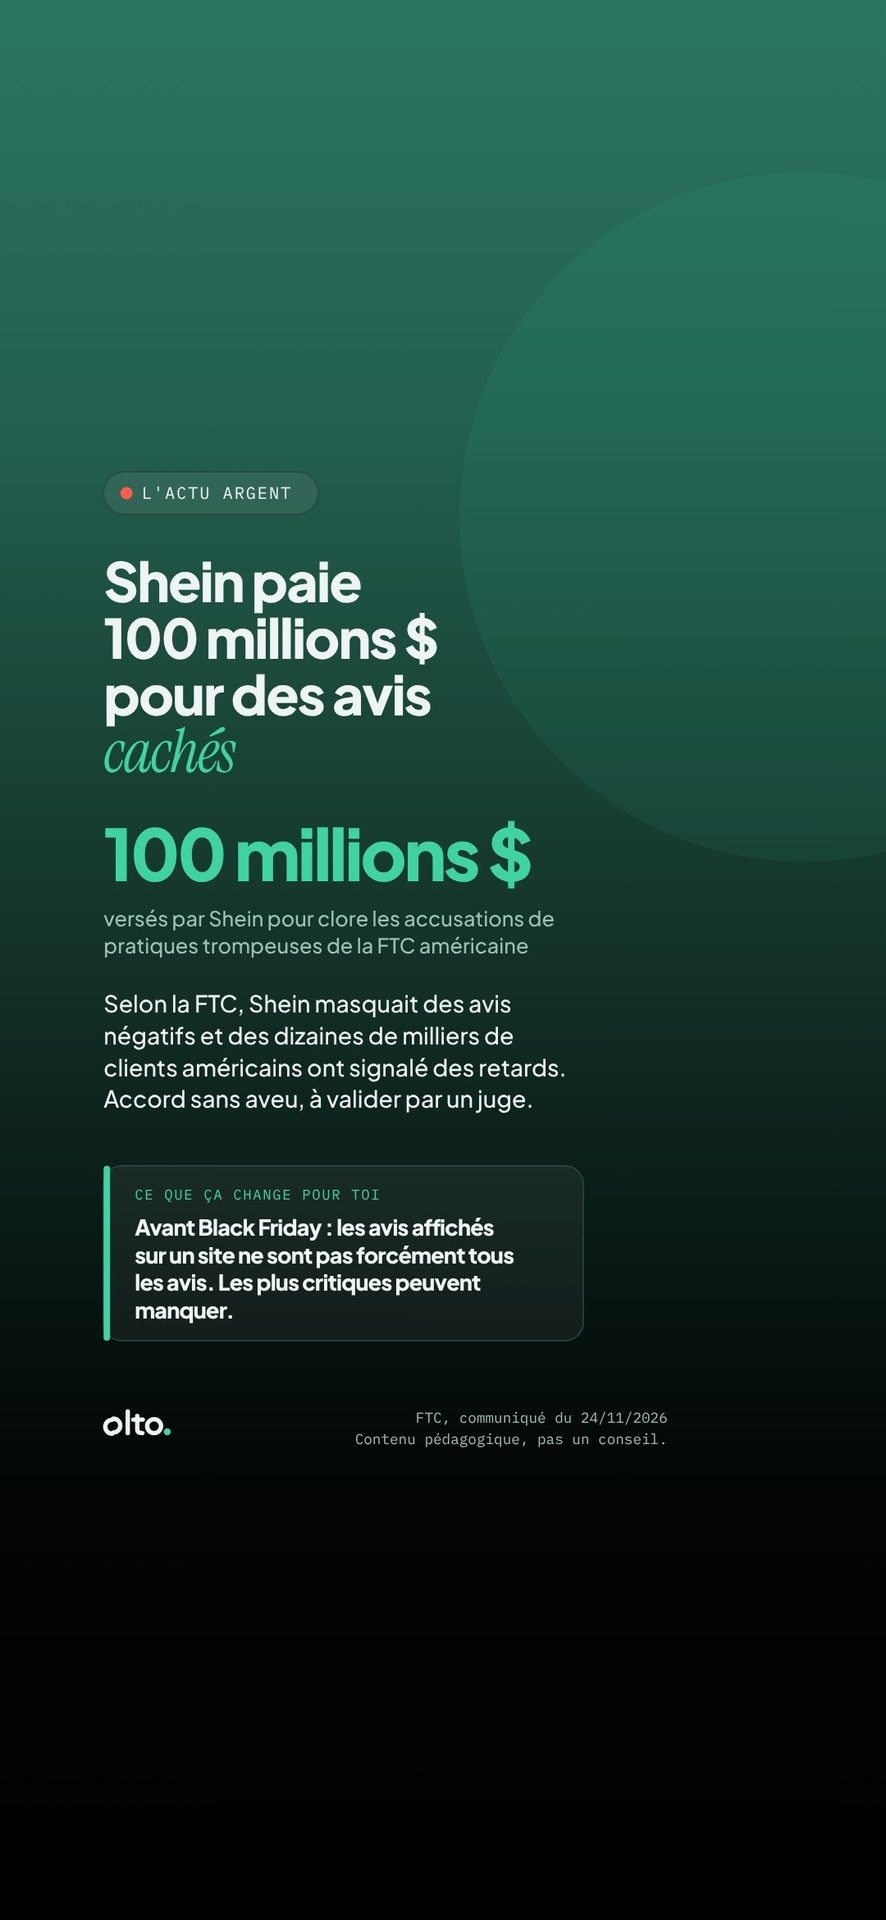 L'ACTU ARGENT
Shein paie
100 millions $
pour des avis
cachés
100 millions $
versés par Shein pour clore les accusations de
pratiques trompeuses de la FTC américaine
Selon la FTC, Shein masquait des avis
négatifs et des dizaines de milliers de
clients américains ont signalé des retards.
Accord sans aveu, à valider par un juge.
CE QUE ÇA CHANGE POUR TOI
Avant Black Friday : les avis affichés
sur un site ne sont pas forcément tous
les avis. Les plus critiques peuvent
manquer.
olto.
FTC, communiqué du 24/11/2026
Contenu pédagogique, pas un conseil.